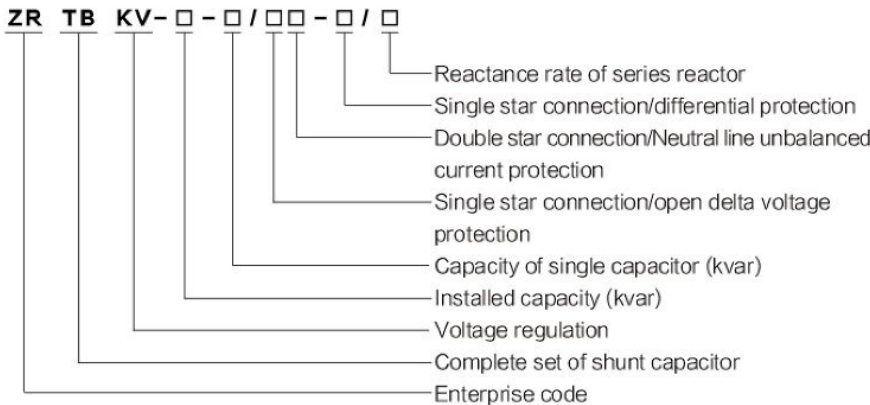 ZR TB KV-□-□/□□-□/□
Reactance rate of series reactor
Single star connection/differential protection
Double star connection/Neutral line unbalanced
current protection
Single star connection/open delta voltage
protection
Capacity of single capacitor (kvar)
Installed capacity (kvar)
Voltage regulation
Complete set of shunt capacitor
Enterprise code